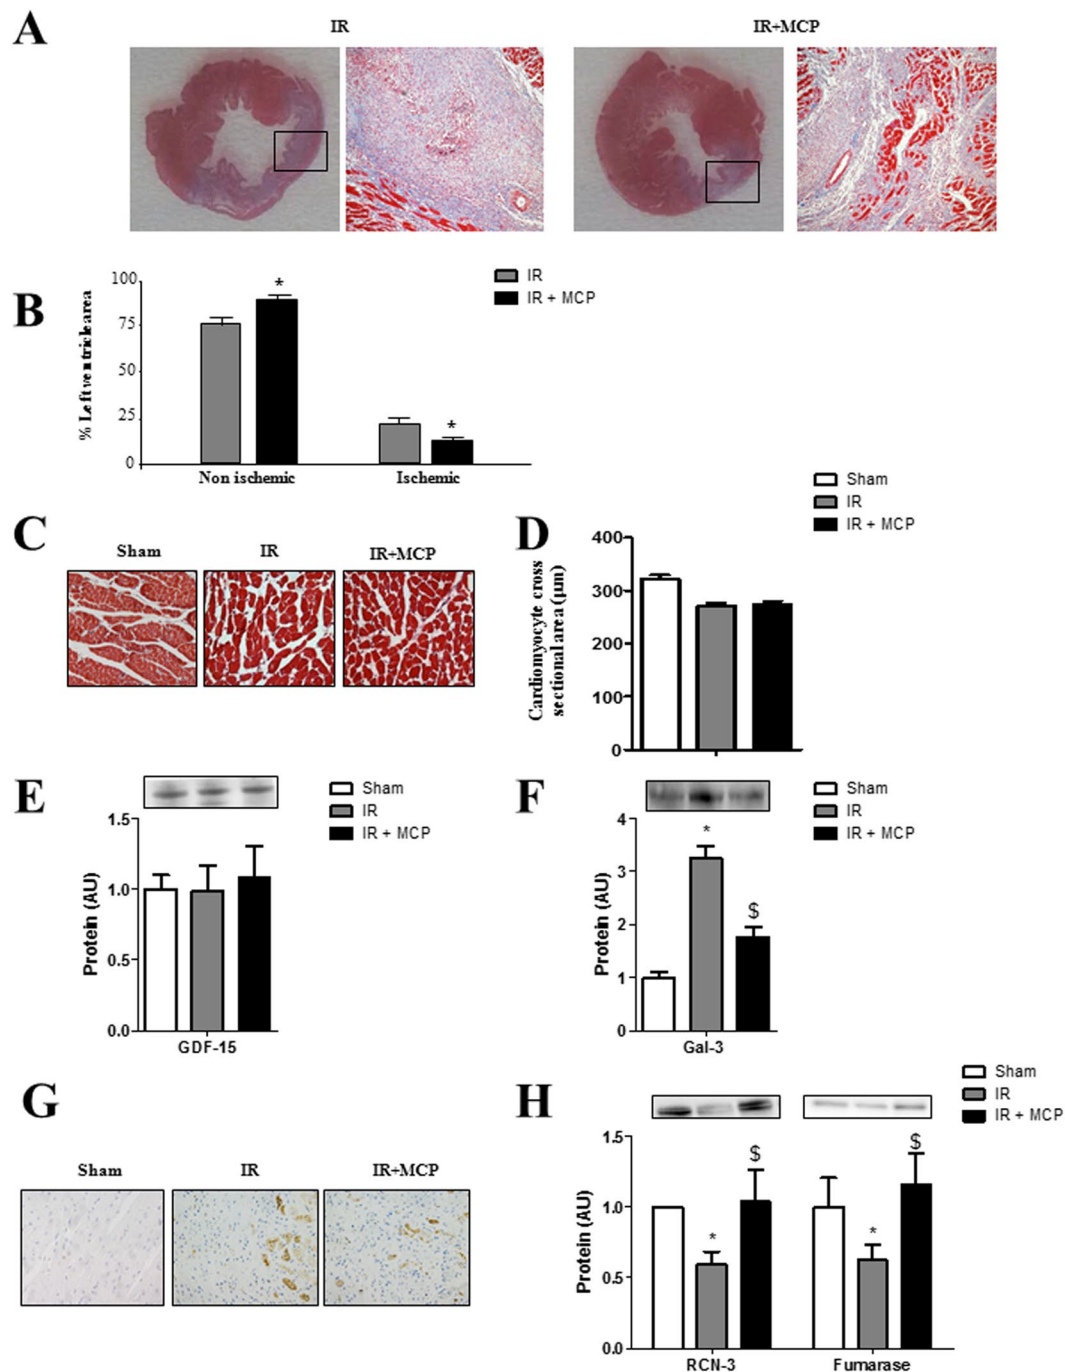 A
IR
IR+MCP
B
% Left ventricle area
100
75
50
25
0
*
*
Non ischemic
Ischemic
IR
IR + MCP
C
Sham
IR
IR+MCP
D
Sham
IR
IR + MCP
Cardiomyocyte cross
sectional area (µm)
400
300
200
100
0
E
Sham
IR
IR + MCP
Protein (AU)
1.5
1.0
0.5
0.0
GDF-15
F
Sham
IR
IR + MCP
Protein (AU)
4
3
2
1
0
*
$
Gal-3
G
Sham
IR
IR+MCP
H
Sham
IR
IR + MCP
Protein (AU)
1.5
1.0
0.5
0.0
*
$
*
$
RCN-3
Fumarase